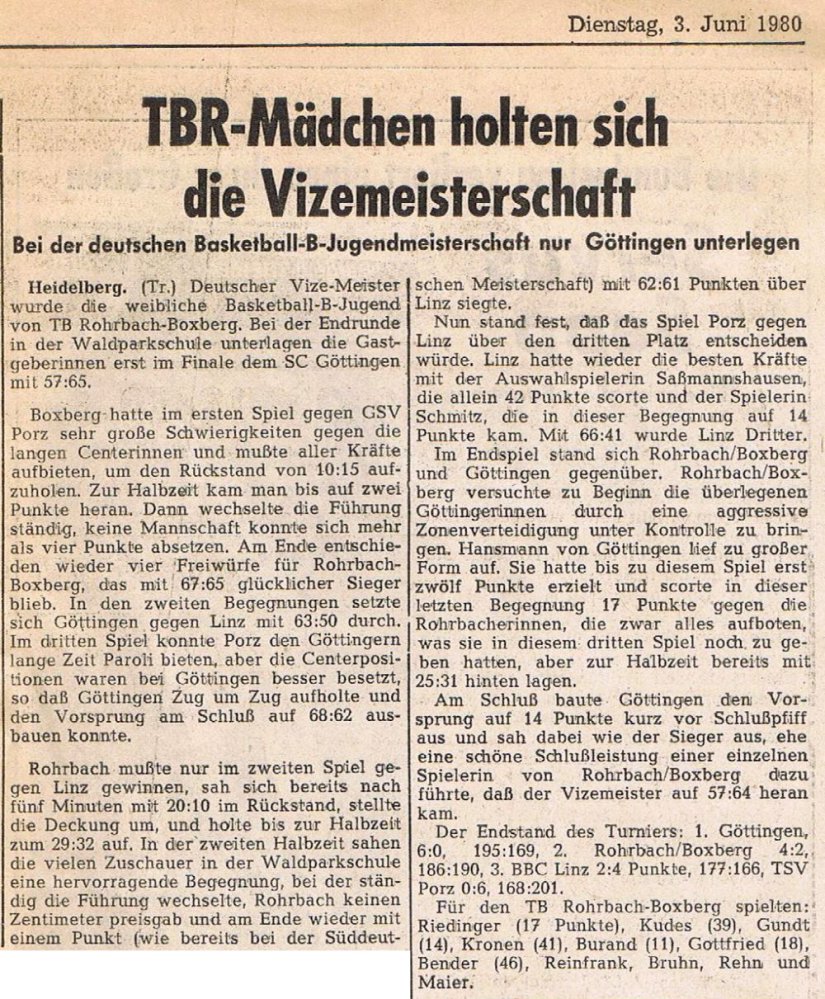 Dienstag, 3. Juni 1980
TBR-Mädchen holten sich
die Vizemeisterschaft
Bei der deutschen Basketball-B-Jugendmeisterschaft nur Göttingen unterlegen
Heidelberg. (Tr.) Deutscher Vize-Meister
wurde die weibliche Basketball-B-Jugend
von TB Rohrbach-Boxberg. Bei der Endrunde
in der Waldparkschule unterlagen die Gast-
geberinnen erst im Finale dem SC Göttingen
mit 57:65.
Boxberg hatte im ersten Spiel gegen GSV
Porz sehr große Schwierigkeiten gegen die
langen Centerinnen und mußte aller Kräfte
aufbieten, um den Rückstand von 10:15 auf-
zuholen. Zur Halbzeit kam man bis auf zwei
Punkte heran. Dann wechselte die Führung
ständig, keine Mannschaft konnte sich mehr
als vier Punkte absetzen. Am Ende entschie-
den wieder vier Freiwürfe für Rohrbach-
Boxberg, das mit 67:65 glücklicher Sieger
blieb. In den zweiten Begegnungen setzte
sich Göttingen gegen Linz mit 63:50 durch.
Im dritten Spiel konnte Porz den Göttingern
lange Zeit Paroli bieten, aber die Centerposi-
tionen waren bei Göttingen besser besetzt,
so daß Göttingen Zug um Zug aufholte und
den Vorsprung am Schluß auf 68:62 aus-
bauen konnte.
Rohrbach mußte nur im zweiten Spiel ge-
gen Linz gewinnen, sah sich bereits nach
fünf Minuten mit 20:10 im Rückstand, stellte
die Deckung um, und holte bis zur Halbzeit
zum 29:32 auf. In der zweiten Halbzeit sahen
die vielen Zuschauer in der Waldparkschule
eine hervorragende Begegnung, bei der stän-
dig die Führung wechselte, Rohrbach keinen
Zentimeter preisgab und am Ende wieder mit
einem Punkt (wie bereits bei der Süddeut-
schen Meisterschaft) mit 62:61 Punkten über
Linz siegte.
Nun stand fest, daß das Spiel Porz gegen
Linz über den dritten Platz entscheiden
würde. Linz hatte wieder die besten Kräfte
mit der Auswahlspielerin Saßmannshausen,
die allein 42 Punkte scorte und der Spielerin
Schmitz, die in dieser Begegnung auf 14
Punkte kam. Mit 66:41 wurde Linz Dritter.
Im Endspiel stand sich Rohrbach/Boxberg
und Göttingen gegenüber. Rohrbach/Box-
berg versuchte zu Beginn die überlegenen
Göttingerinnen durch eine aggressive
Zonenverteidigung unter Kontrolle zu brin-
gen. Hansmann von Göttingen lief zu großer
Form auf. Sie hatte bis zu diesem Spiel erst
zwölf Punkte erzielt und scorte in dieser
letzten Begegnung 17 Punkte gegen die
Rohrbacherinnen, die zwar alles aufboten,
was sie in diesem dritten Spiel noch zu ge-
ben hatten, aber zur Halbzeit bereits mit
25:31 hinten lagen.
Am Schluß baute Göttingen den Vor-
sprung auf 14 Punkte kurz vor Schlußpfiff
aus und sah dabei wie der Sieger aus, ehe
eine schöne Schlußleistung einer einzelnen
Spielerin von Rohrbach/Boxberg dazu
führte, daß der Vizemeister auf 57:64 heran
kam.
Der Endstand des Turniers: 1. Göttingen,
6:0, 195:169, 2. Rohrbach/Boxberg 4:2,
186:190, 3. BBC Linz 2:4 Punkte, 177:166, TSV
Porz 0:6, 168:201.
Für den TB Rohrbach-Boxberg spielten:
Riedinger (17 Punkte), Kudes (39), Gundt
(14), Kronen (41), Burand (11), Gottfried (18),
Bender (46), Reinfrank, Bruhn, Rehn und
Maier.